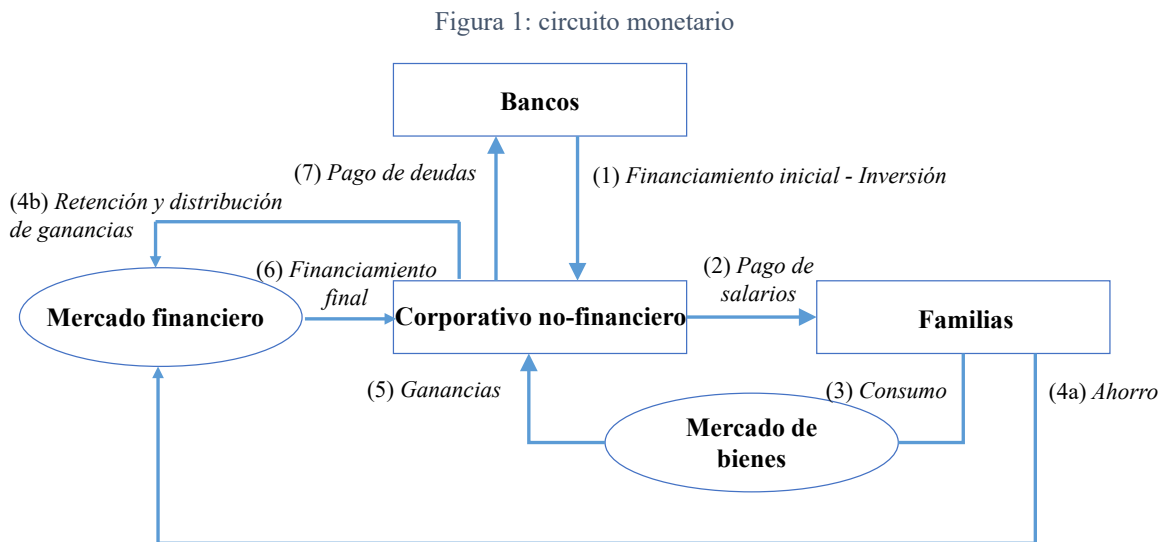 Figura 1: circuito monetario
Bancos
(7) Pago de deudas
(1) Financiamiento inicial - Inversión
(4b) Retención y distribución
de ganancias
(6) Financiamiento
final
(2) Pago de
salarios
Mercado financiero
Corporativo no-financiero
Familias
(5) Ganancias
(3) Consumo
(4a) Ahorro
Mercado de
bienes